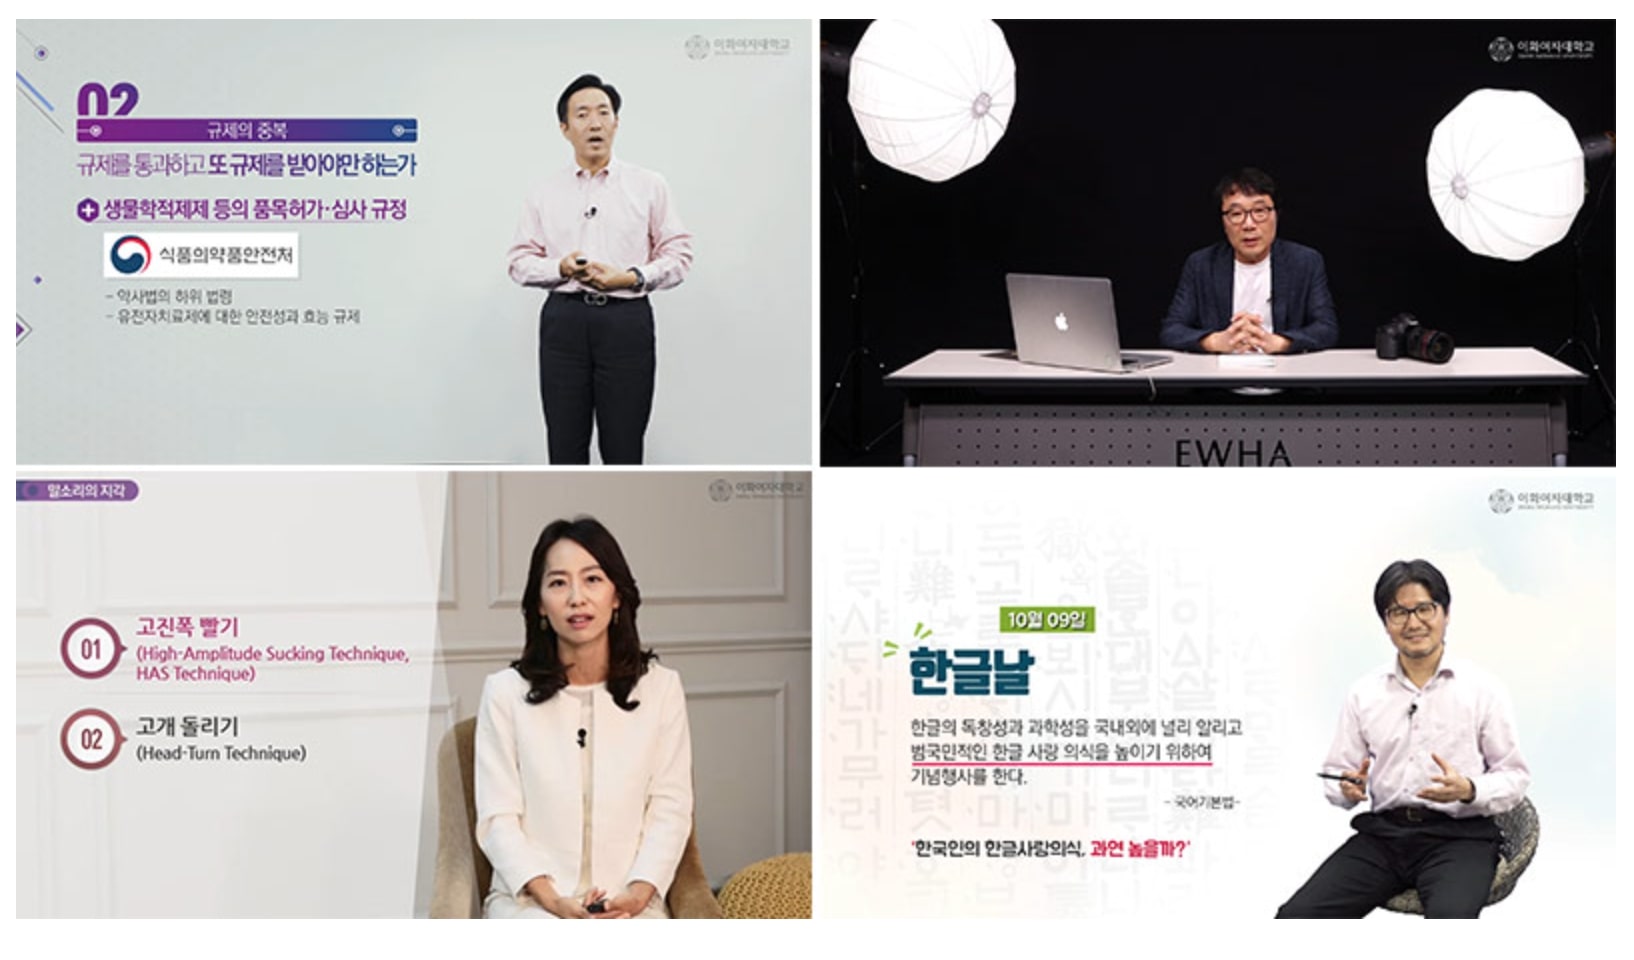 이화여자대학교
02
규제의 중복
규제를 통과하고 또 규제를 받아야만 하는가
생물학적제제 등의 품목허가·심사 규정
식품의약품안전처
- 약사법의 하위 법령
- 유전자치료제에 대한 안전성과 효능 규제
이화여자대학교
EWHA
말소리의 지각
이화여자대학교
01
고진폭 빨기
(High-Amplitude Sucking Technique,
HAS Technique)
02
고개 돌리기
(Head-Turn Technique)
이화여자대학교
10월 09일
한글날
한글의 독창성과 과학성을 국내외에 널리 알리고
범국민적인 한글 사랑 의식을 높이기 위하여
기념행사를 한다.
- 국어기본법-
'한국인의 한글사랑의식, 과연 높을까?'